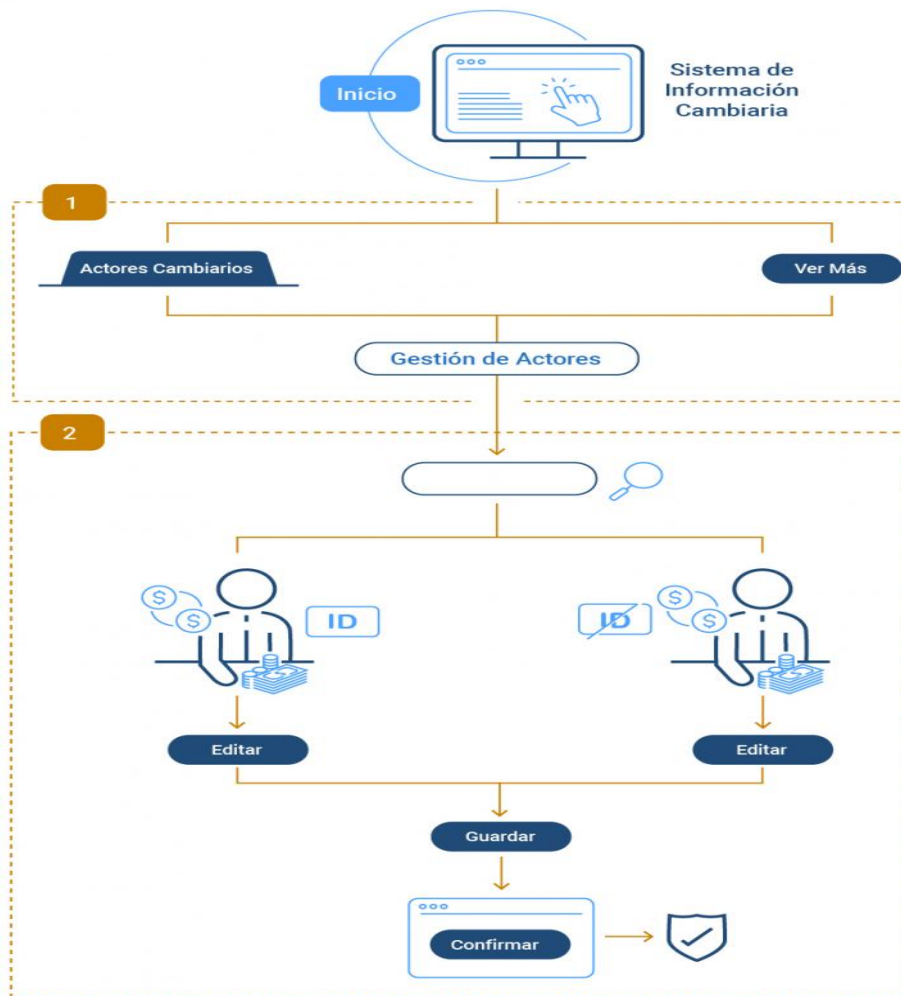 Inicio
Sistema de
Información
Cambiaria
1
Actores Cambiarios
Ver Más
Gestión de Actores
2
$
$
ID
ID
$
$
Editar
Editar
Guardar
Confirmar